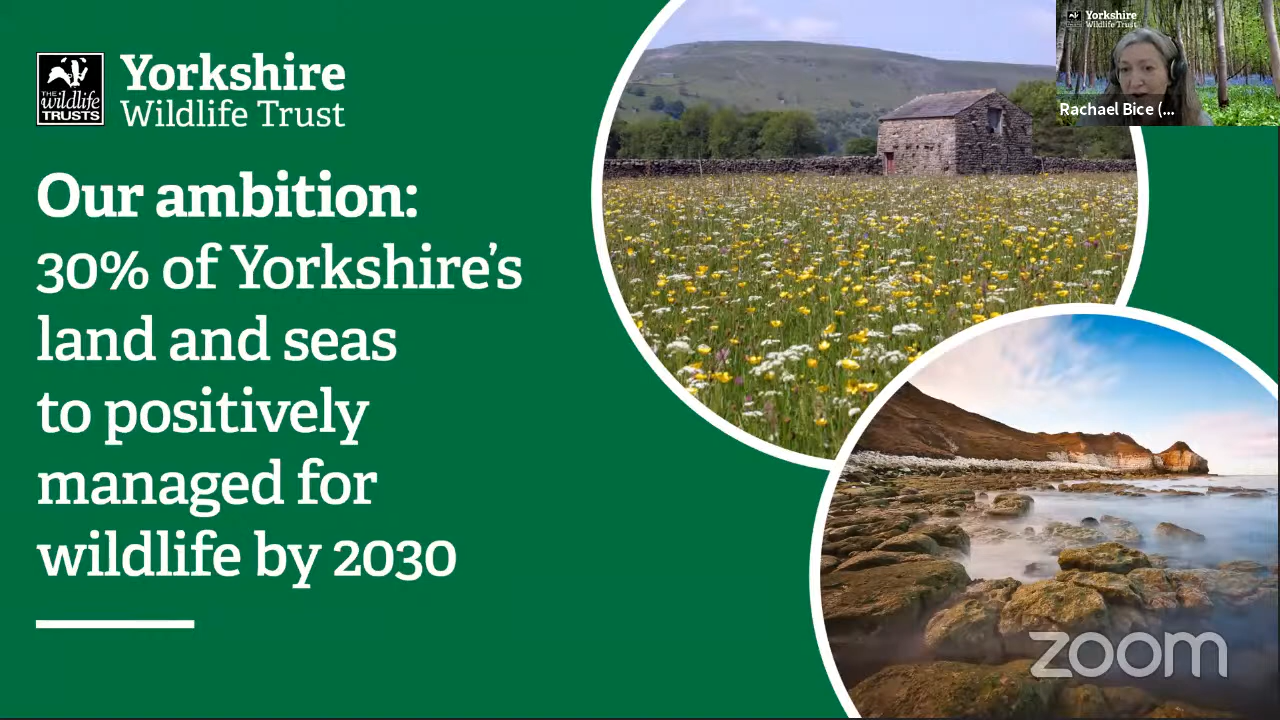 THE
wildlife
TRUSTS
Yorkshire
Wildlife Trust
Our ambition:
30% of Yorkshire's
land and seas
to positively
managed for
wildlife by 2030
Yorkshire
Wildlife Trust
Rachael Bice (...
zoom